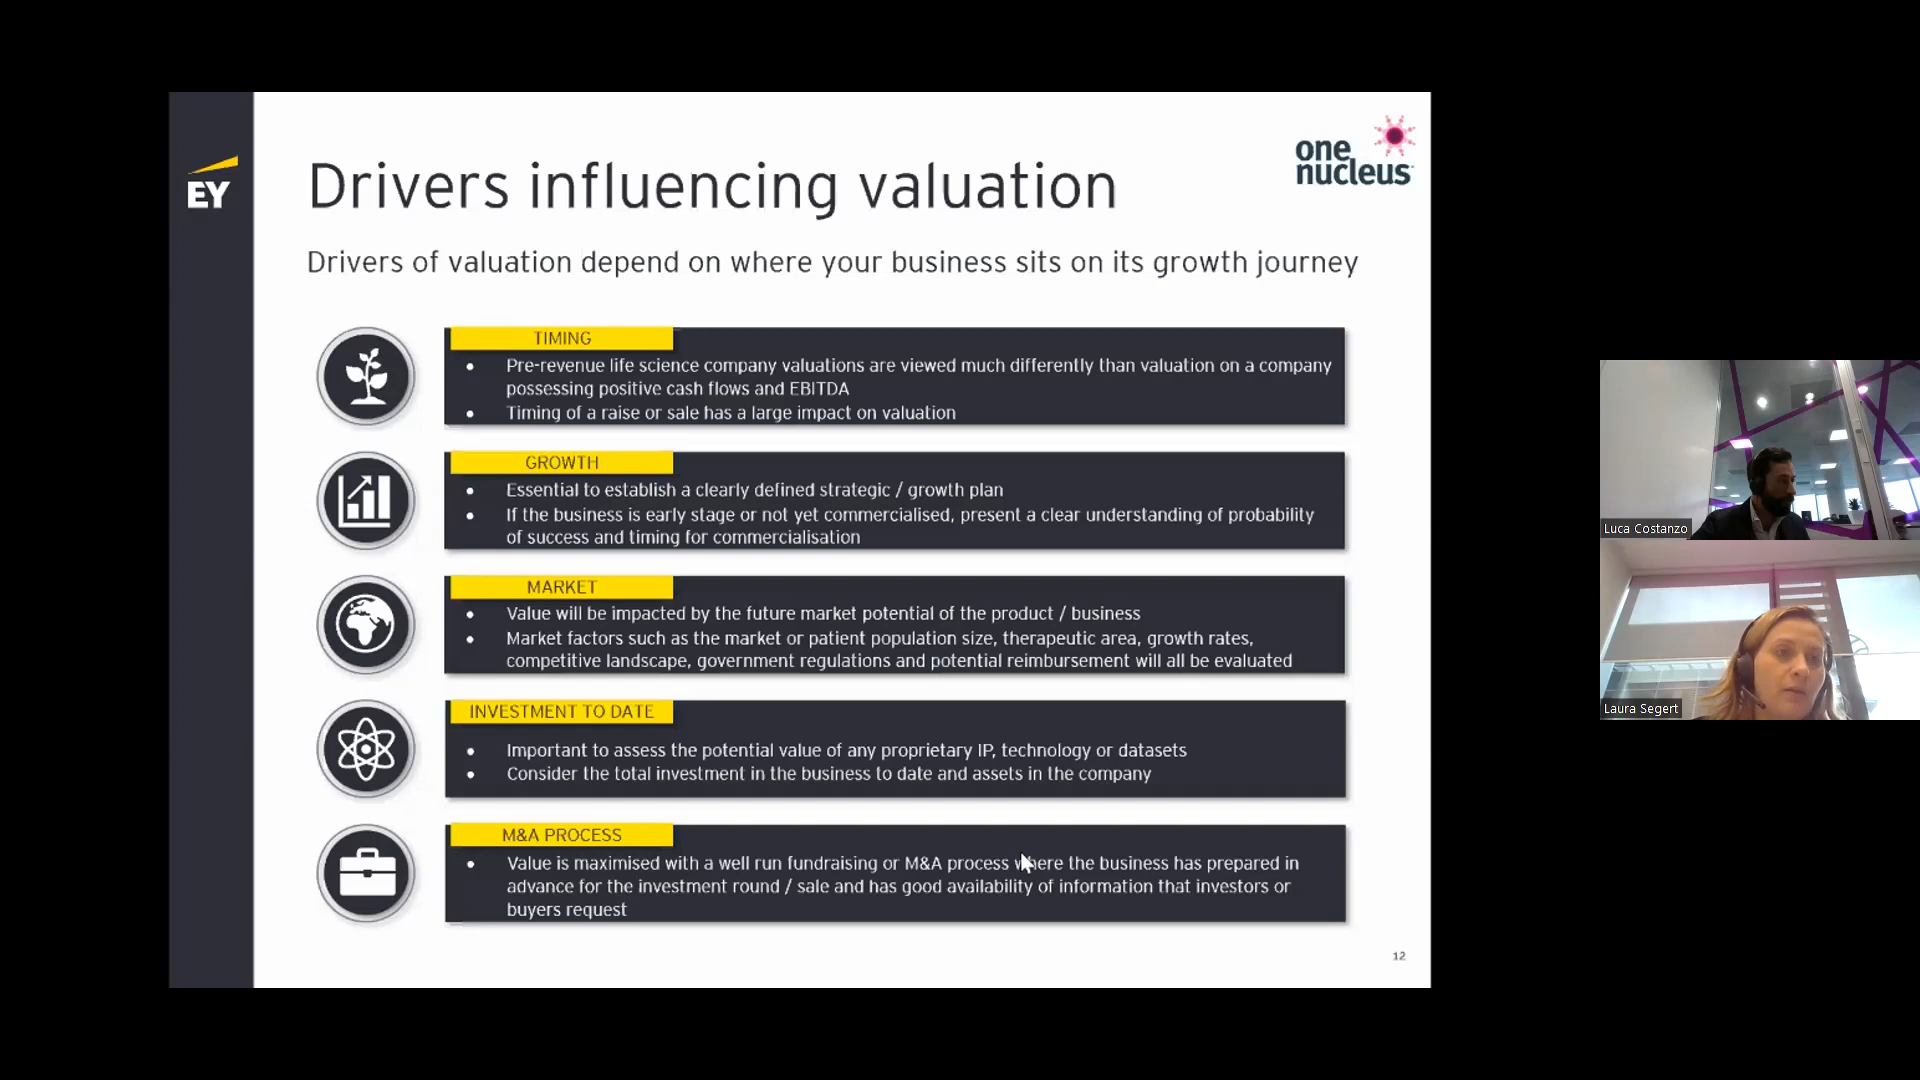 EY
one
nucleus
Drivers influencing valuation
Drivers of valuation depend on where your business sits on its growth journey
TIMING
• Pre-revenue life science company valuations are viewed much differently than valuation on a company
possessing positive cash flows and EBITDA
• Timing of a raise or sale has a large impact on valuation
GROWTH
• Essential to establish a clearly defined strategic / growth plan
• If the business is early stage or not yet commercialised, present a clear understanding of probability
of success and timing for commercialisation
MARKET
• Value will be impacted by the future market potential of the product / business
• Market factors such as the market or patient population size, therapeutic area, growth rates,
competitive landscape, government regulations and potential reimbursement will all be evaluated
INVESTMENT TO DATE
• Important to assess the potential value of any proprietary IP, technology or datasets
• Consider the total investment in the business to date and assets in the company
M&A PROCESS
• Value is maximised with a well run fundraising or M&A process where the business has prepared in
advance for the investment round / sale and has good availability of information that investors or
buyers request
12
Luca Costanzo
Laura Segert